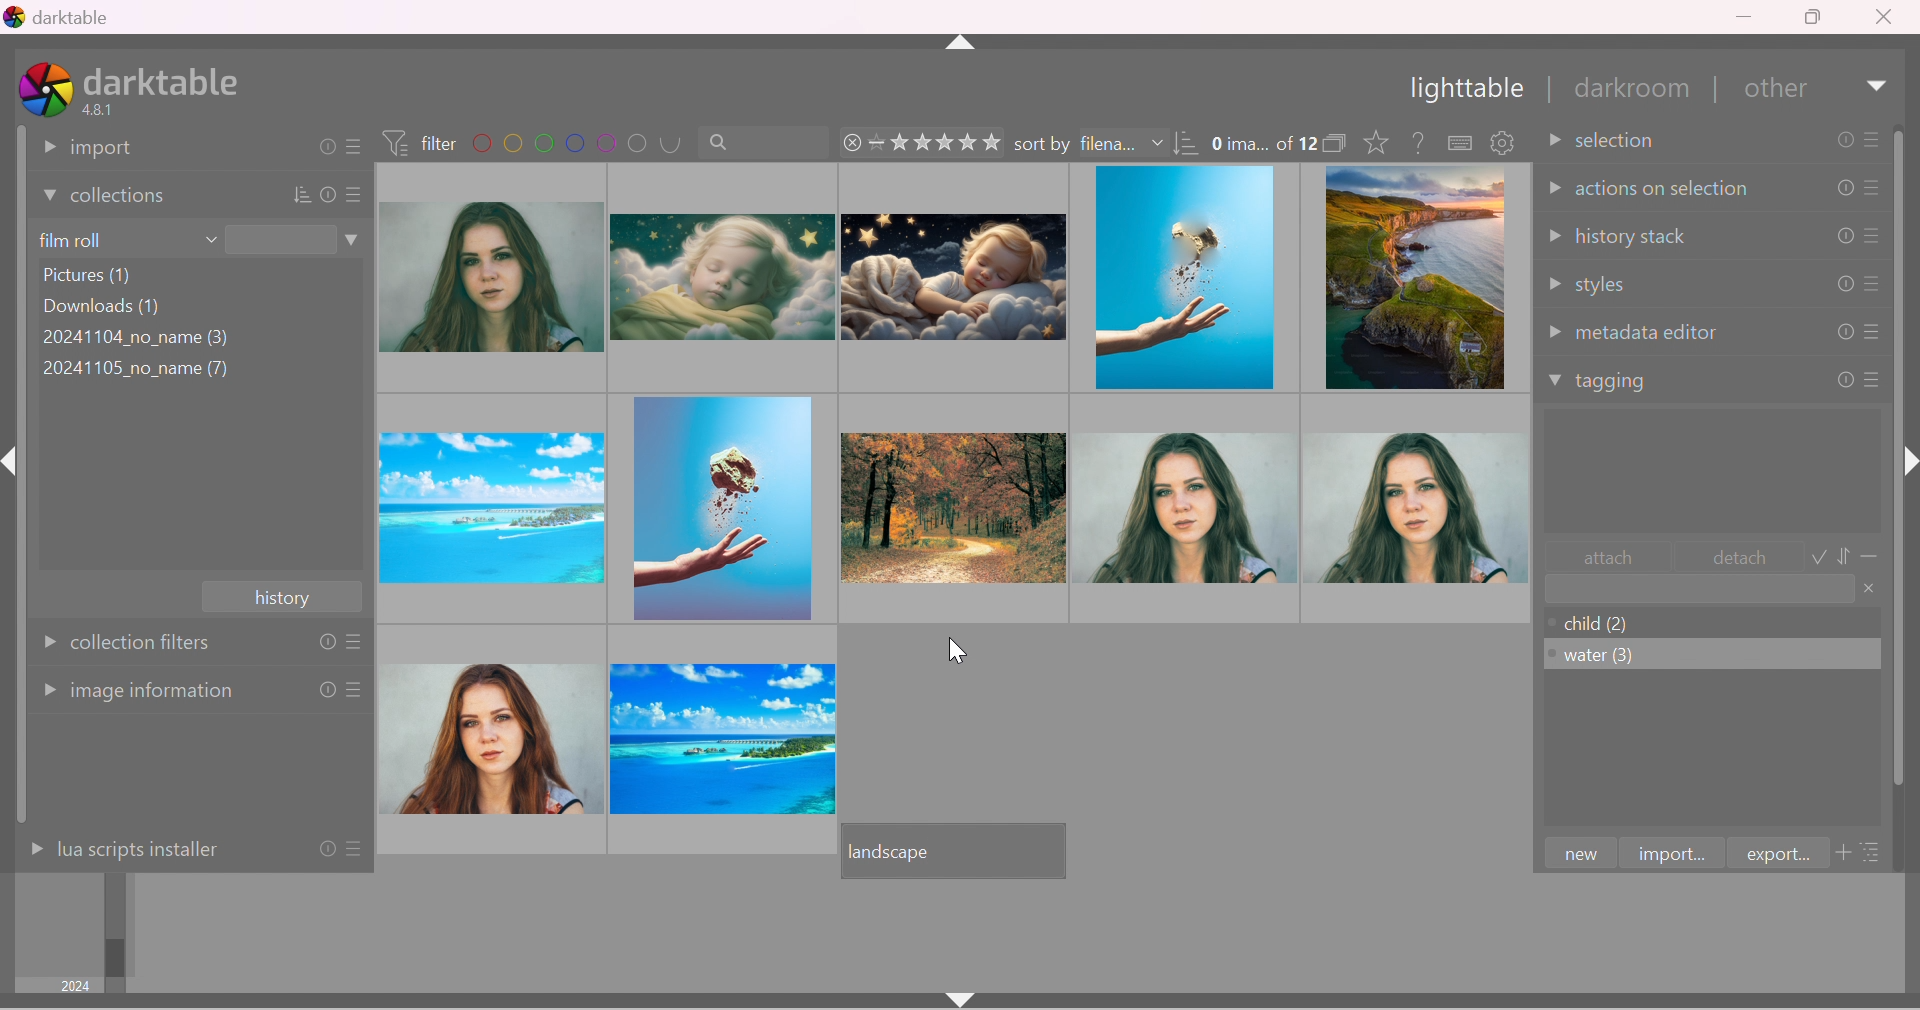 darktable
darktable
4.8.1
lighttable | darkroom | other
import
filter
sort by filena...
0 ima... of 12
selection
collections
actions on selection
film roll
history stack
Pictures (1)
Downloads (1)
20241104_no_name (3)
20241105_no_name (7)
styles
metadata editor
tagging
attach
detach
history
child (2)
water (3)
collection filters
image information
lua scripts installer
landscape
new
import...
export...
2024